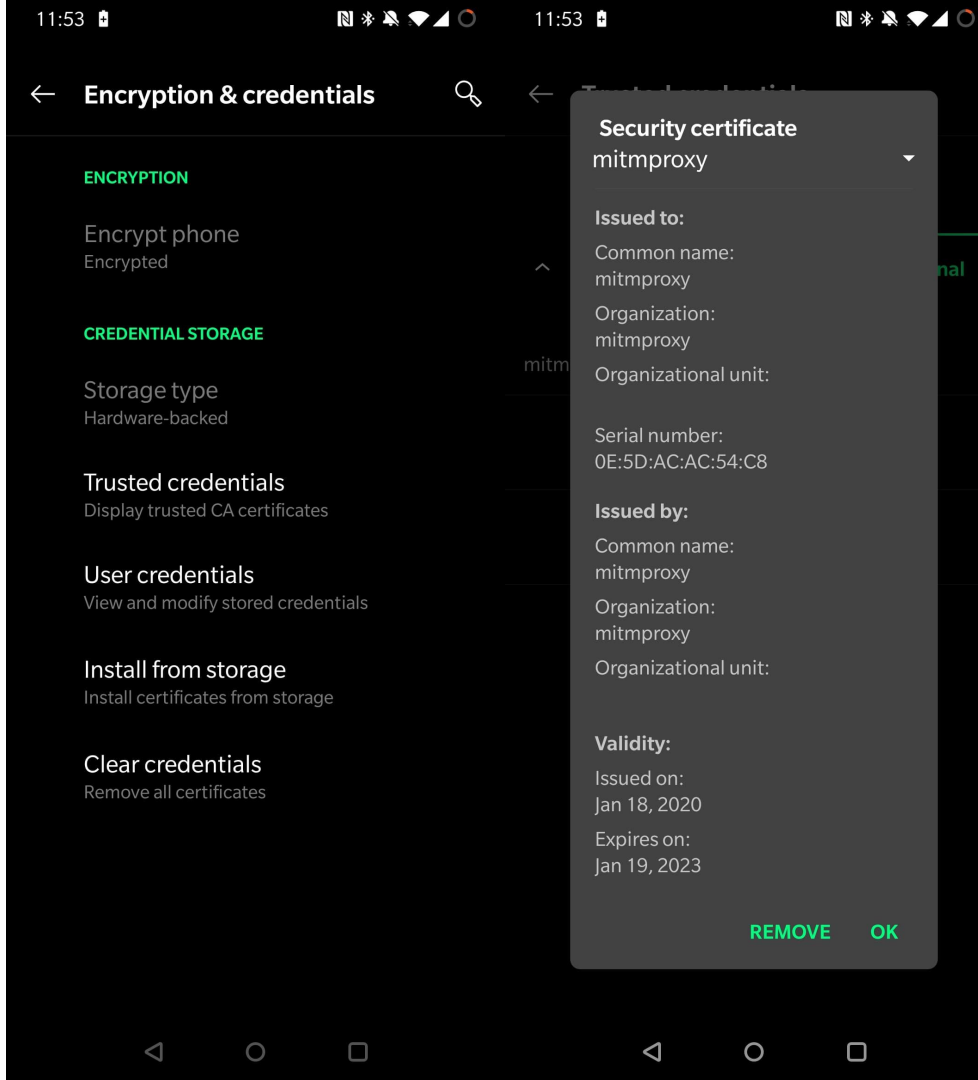 11:53
Encryption & credentials
ENCRYPTION
Encrypt phone
Encrypted
CREDENTIAL STORAGE
Storage type
Hardware-backed
Trusted credentials
Display trusted CA certificates
User credentials
View and modify stored credentials
Install from storage
Install certificates from storage
Clear credentials
Remove all certificates
11:53
Trusted credentials
nal
mitm
Security certificate
mitmproxy
Issued to:
Common name:
mitmproxy
Organization:
mitmproxy
Organizational unit:
Serial number:
0E:5D:AC:AC:54:C8
Issued by:
Common name:
mitmproxy
Organization:
mitmproxy
Organizational unit:
Validity:
Issued on:
Jan 18, 2020
Expires on:
Jan 19, 2023
REMOVE OK